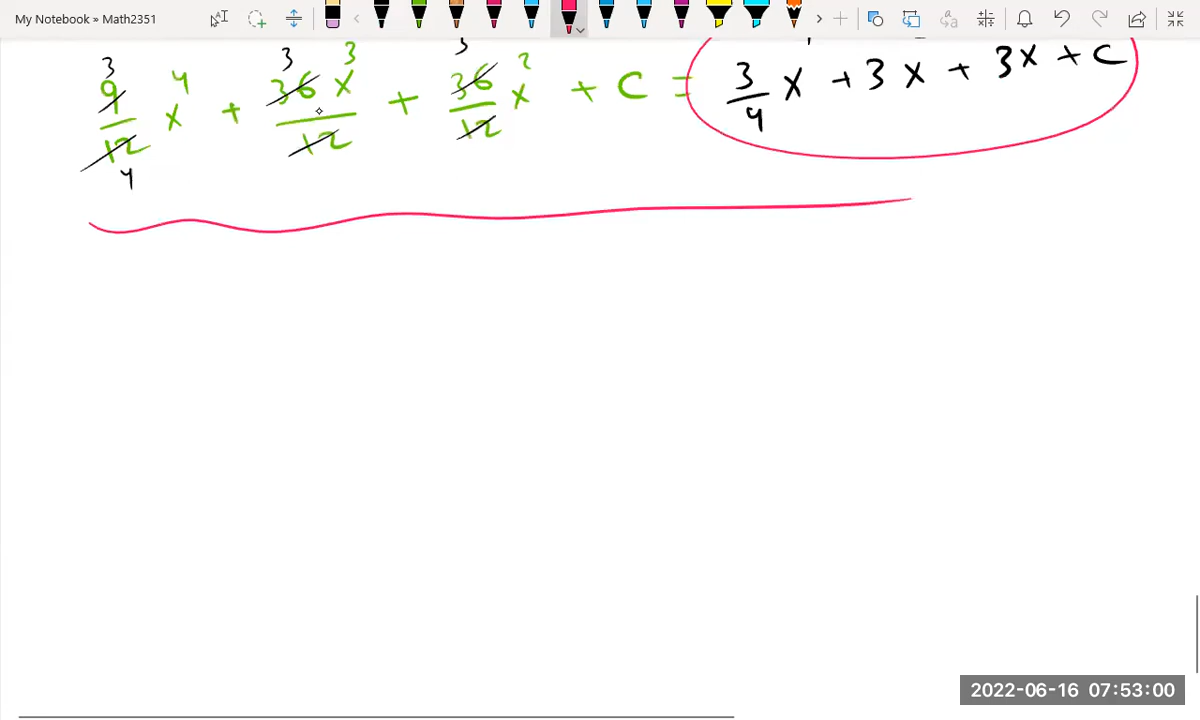 My Notebook » Math2351
3 3 3 3 2
9/12 x^4 + 36x/12 + 36/12 x + C = 3/4 x + 3x + 3x + C
4
2022-06-16 07:53:00